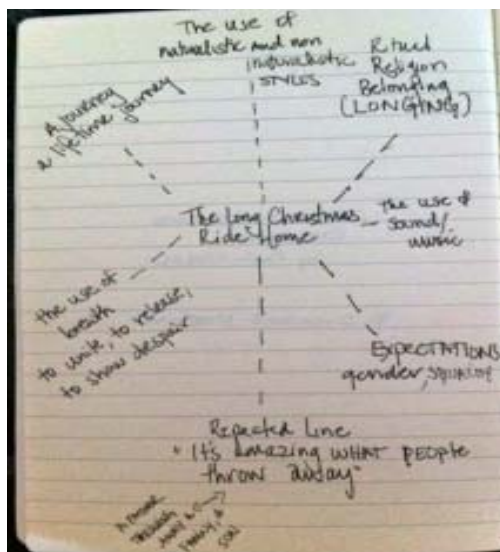 The use of
naturalistic and non
naturalistic
STYLES
Ritual
Religion
Belonging
(LONGING)
A journey
a lifetime journey
The Long Christmas
Ride Home
the use of
sound/
music
the use of
breath
to unite, to release,
to show despair
EXPECTATIONS
gender,
Repeated Line
"It's amazing WHAT PEOPLE
throw away"